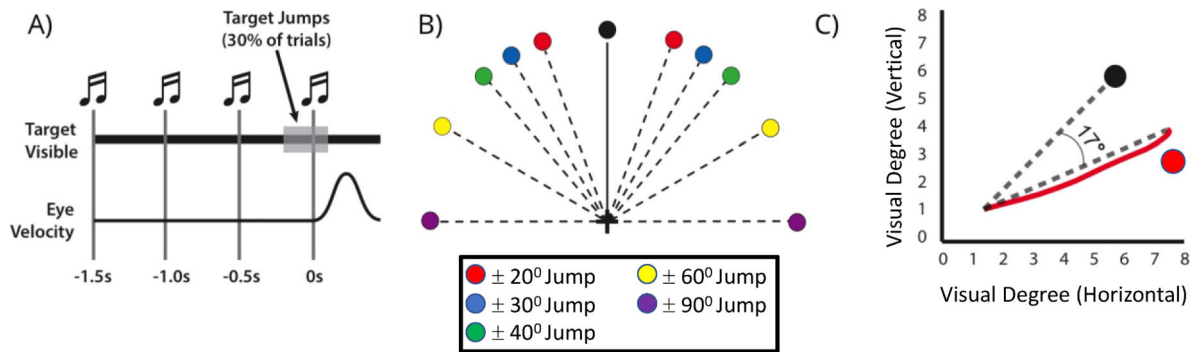 A)
Target Jumps
(30% of trials)
Target
Visible
Eye
Velocity
-1.5s
-1.0s
-0.5s
0s
B)
± 20⁰ Jump
± 30⁰ Jump
± 40⁰ Jump
± 60⁰ Jump
± 90⁰ Jump
C)
Visual Degree (Vertical)
8
7
6
5
4
3
2
1
0
17°
0 1 2 3 4 5 6 7 8
Visual Degree (Horizontal)